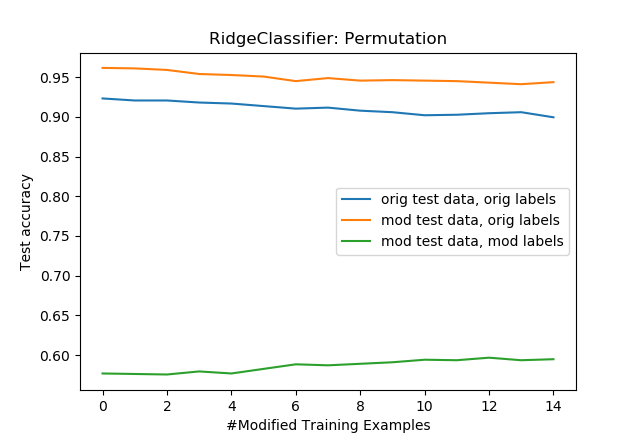 RidgeClassifier: Permutation
Test accuracy
0.95
0.90
0.85
0.80
0.75
0.70
0.65
0.60
orig test data, orig labels
mod test data, orig labels
mod test data, mod labels
0 2 4 6 8 10 12 14
#Modified Training Examples